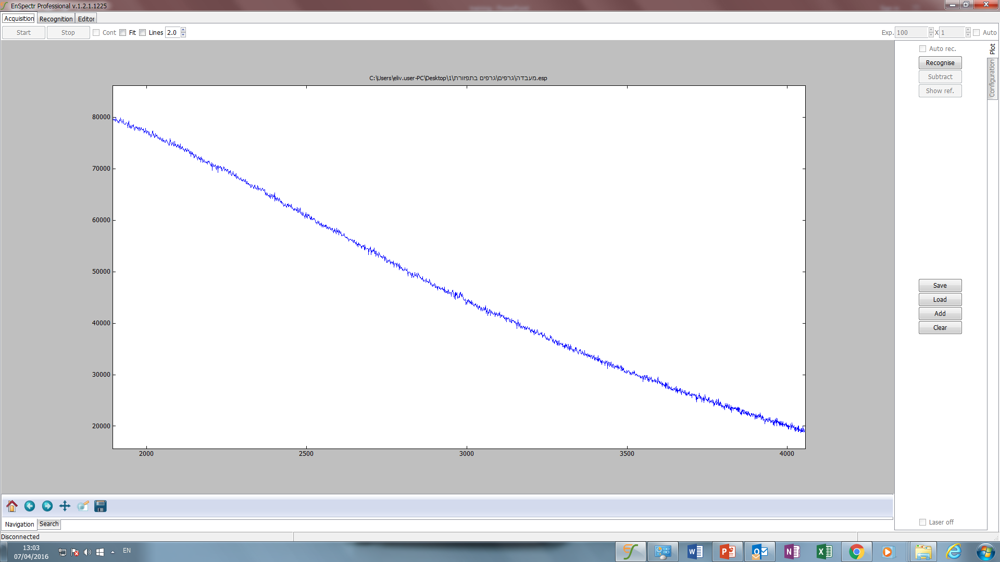 EnSpectr Professional v.1.2.1.1225
Acquisition Recognition Editor
Start Stop Cont Fit Lines 2.0 Exp. 100 X 1 Auto
Plot
Configuration
Auto rec.
Recognise
Subtract
Show ref.
C:\Users\eliv.user-PC\Desktop\1\מעבדה\גרפים\גרפים בתפזורת.esp
80000
70000
60000
50000
40000
30000
20000
2000 2500 3000 3500 4000
Save
Load
Add
Clear
Laser off
Navigation Search
Disconnected
13:03
07/04/2016
EN